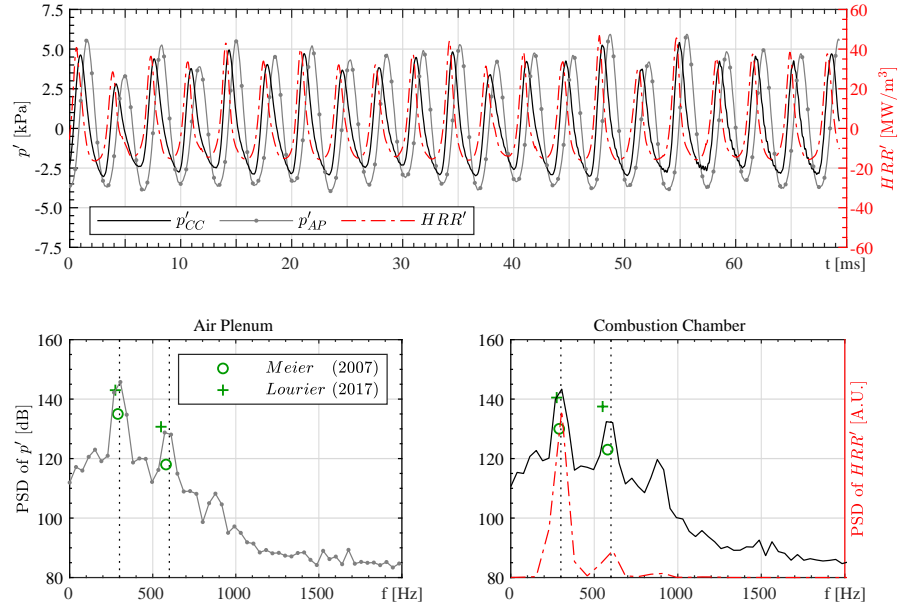 7.5
5.0
2.5
0
-2.5
-5.0
-7.5
p′ [kPa]
60
40
20
0
-20
-40
-60
HRR′ [MW/m³]
p′CC p′AP HRR′
0 10 20 30 40 50 60 t [ms]
Air Plenum
160
140
120
100
80
PSD of p′ [dB]
Meier (2007)
Lourier (2017)
0 500 1000 1500 f [Hz]
Combustion Chamber
160
140
120
100
80
PSD of HRR′ [A.U.]
0 500 1000 1500 f [Hz]